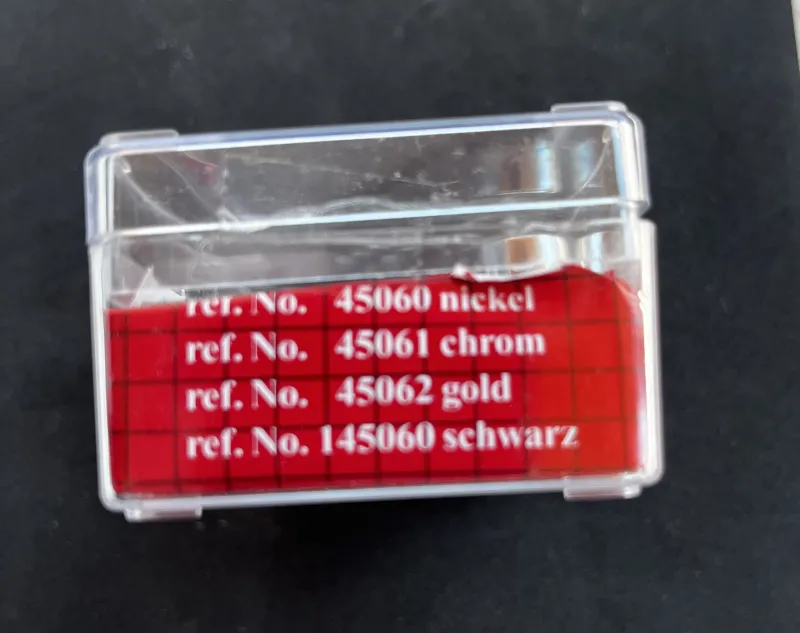 ref. No. 45060 nickel
ref. No. 45061 chrom
ref. No. 45062 gold
ref. No. 145060 schwarz